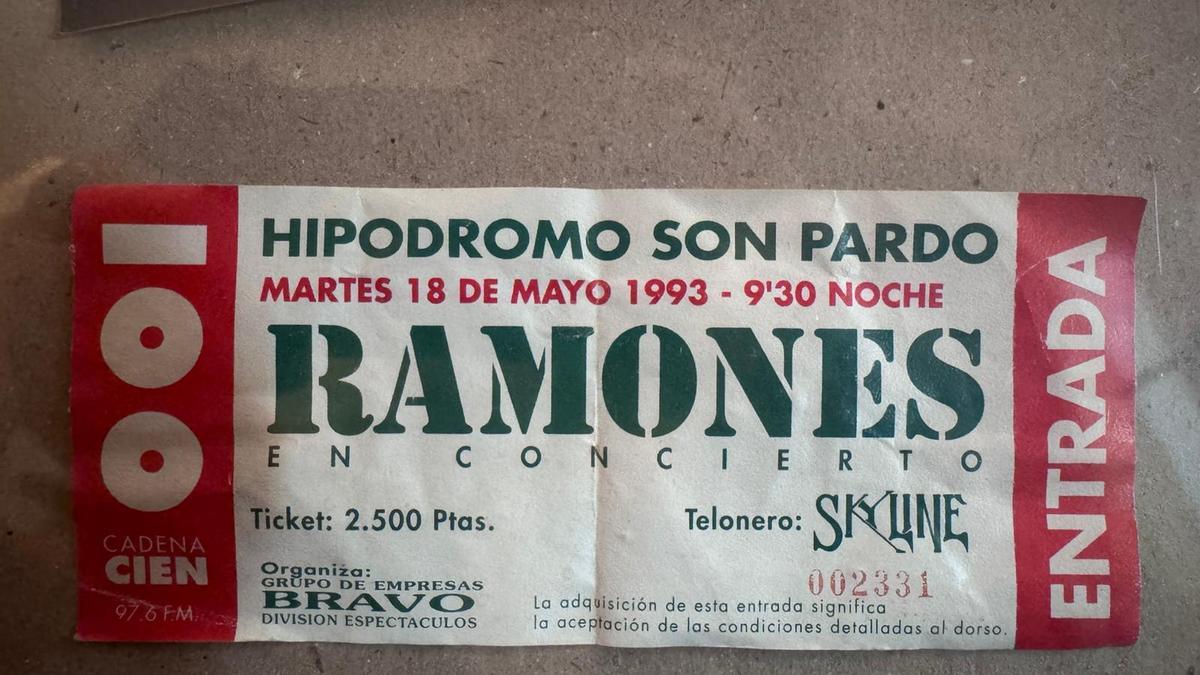 100
CADENA
CIEN
97.6 F.M.
HIPODROMO SON PARDO
MARTES 18 DE MAYO 1993 - 9'30 NOCHE
RAMONES
EN CONCIERTO
Ticket: 2.500 Ptas.
Telonero: SKYLINE
Organiza:
GRUPO DE EMPRESAS
BRAVO
DIVISION ESPECTACULOS
002331
La adquisición de esta entrada significa
la aceptación de las condiciones detalladas al dorso.
ENTRADA